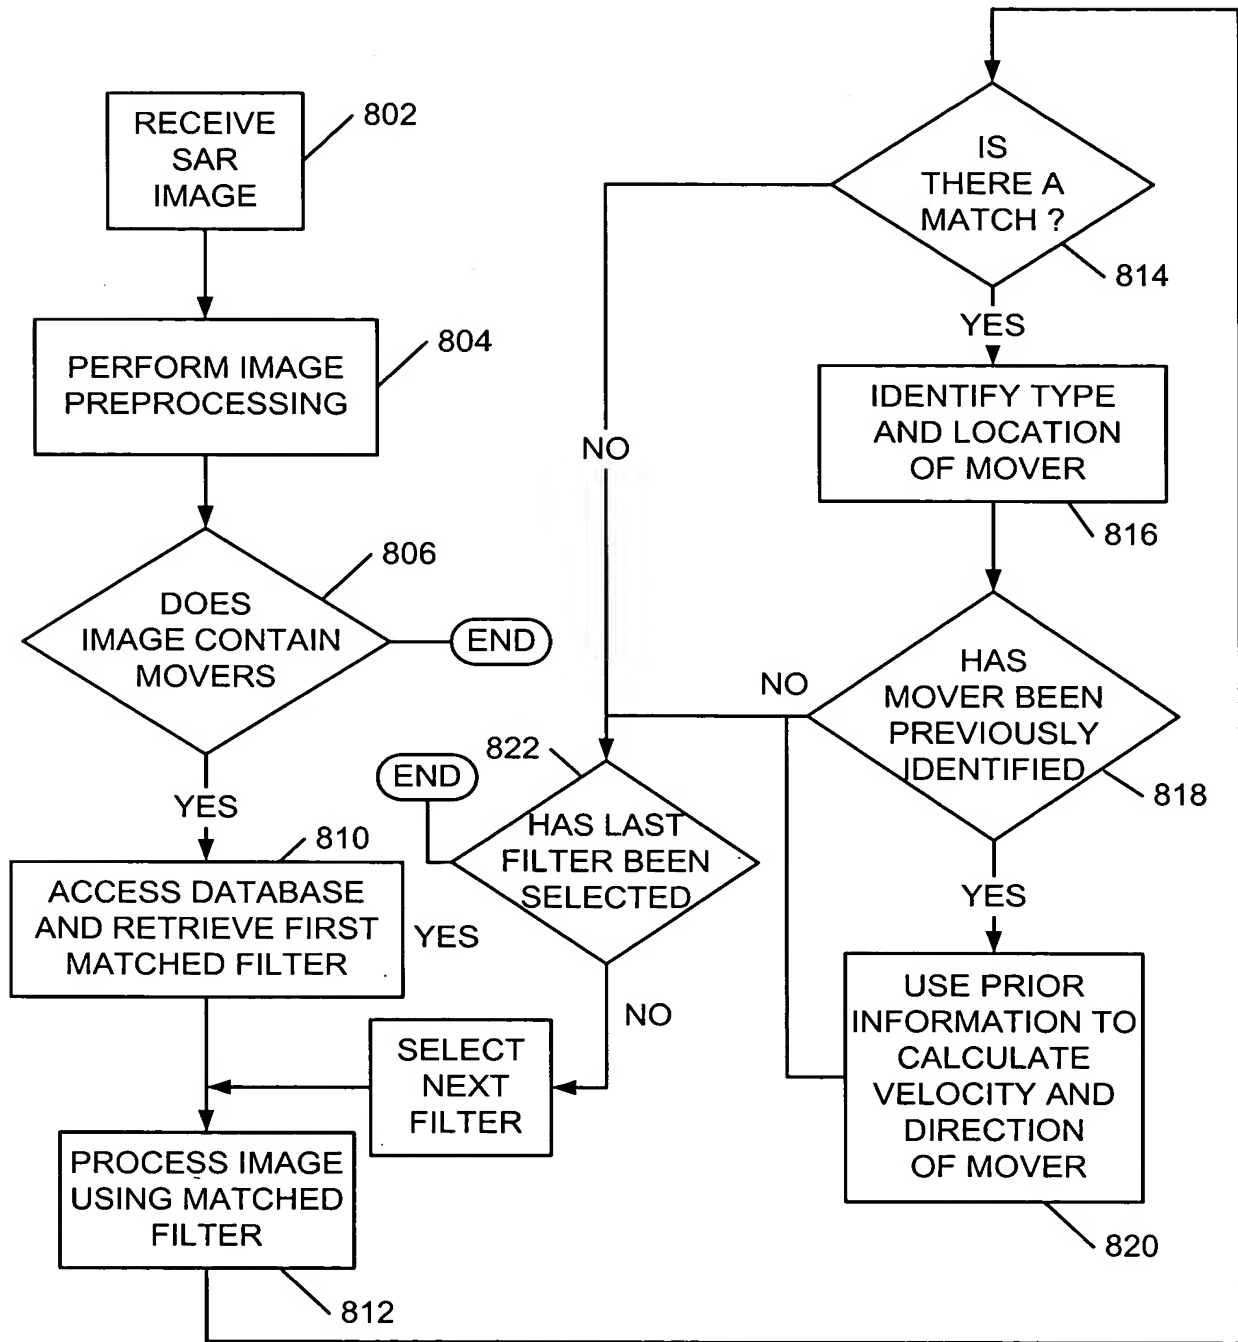 RECEIVE
SAR
IMAGE
802
PERFORM IMAGE
PREPROCESSING
804
DOES
IMAGE CONTAIN
MOVERS
806
END
YES
810
ACCESS DATABASE
AND RETRIEVE FIRST
MATCHED FILTER
PROCESS IMAGE
USING MATCHED
FILTER
812
IS
THERE A
MATCH ?
814
NO
YES
IDENTIFY TYPE
AND LOCATION
OF MOVER
816
HAS
MOVER BEEN
PREVIOUSLY
IDENTIFIED
818
NO
YES
USE PRIOR
INFORMATION TO
CALCULATE
VELOCITY AND
DIRECTION
OF MOVER
820
822
HAS LAST
FILTER BEEN
SELECTED
END
YES
NO
SELECT
NEXT
FILTER